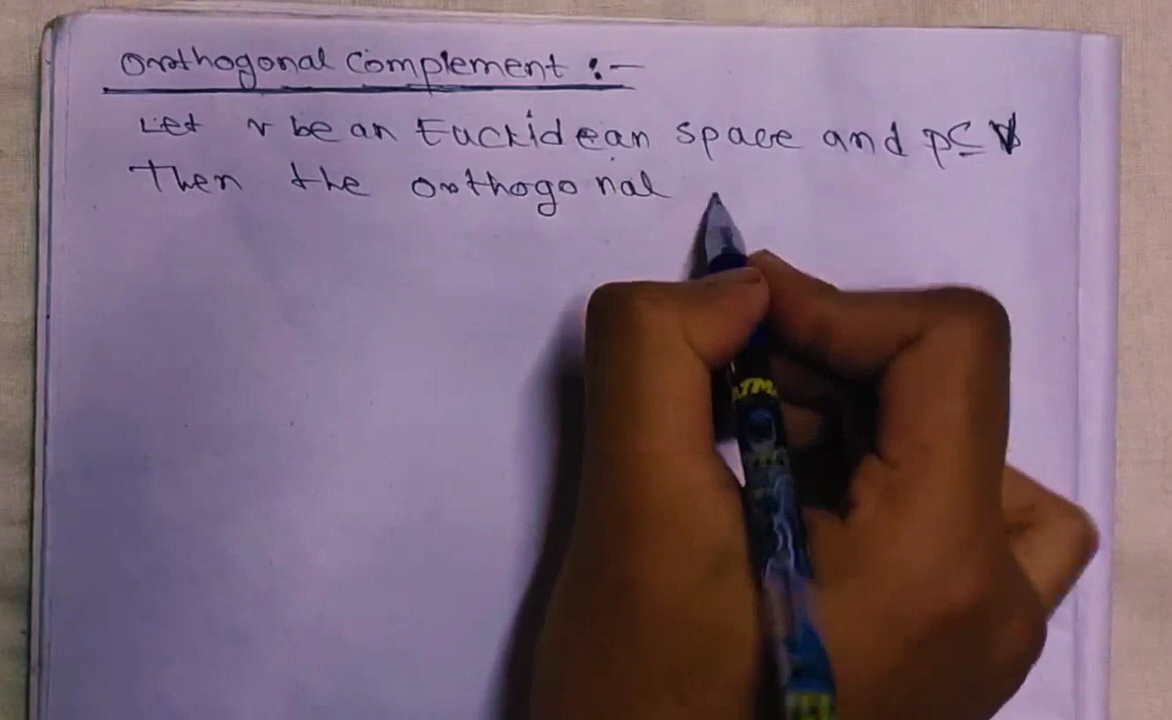 Orthogonal Complement :-
Let v be an Euclidean space and P⊆V
Then the orthogonal